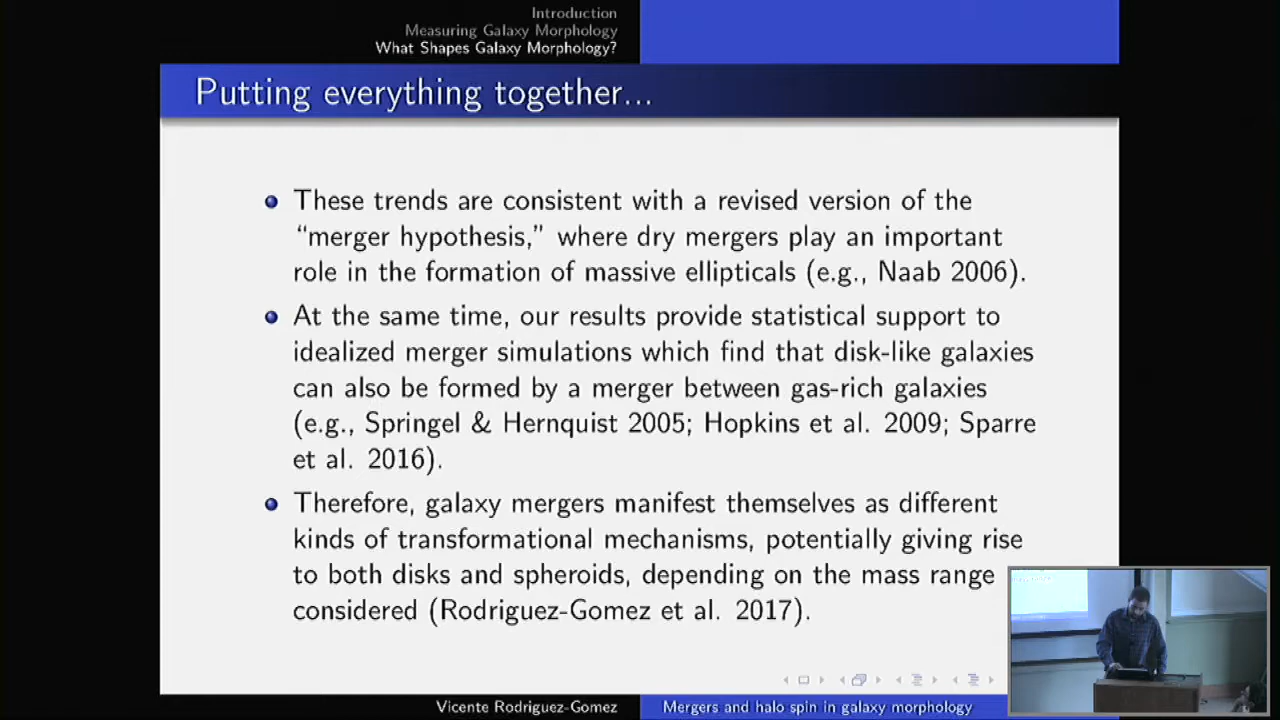 Introduction
Measuring Galaxy Morphology
What Shapes Galaxy Morphology?
Putting everything together...
These trends are consistent with a revised version of the
“merger hypothesis,” where dry mergers play an important
role in the formation of massive ellipticals (e.g., Naab 2006).
At the same time, our results provide statistical support to
idealized merger simulations which find that disk-like galaxies
can also be formed by a merger between gas-rich galaxies
(e.g., Springel & Hernquist 2005; Hopkins et al. 2009; Sparre
et al. 2016).
Therefore, galaxy mergers manifest themselves as different
kinds of transformational mechanisms, potentially giving rise
to both disks and spheroids, depending on the mass range
considered (Rodriguez-Gomez et al. 2017).
Vicente Rodriguez-Gomez
Mergers and halo spin in galaxy morphology